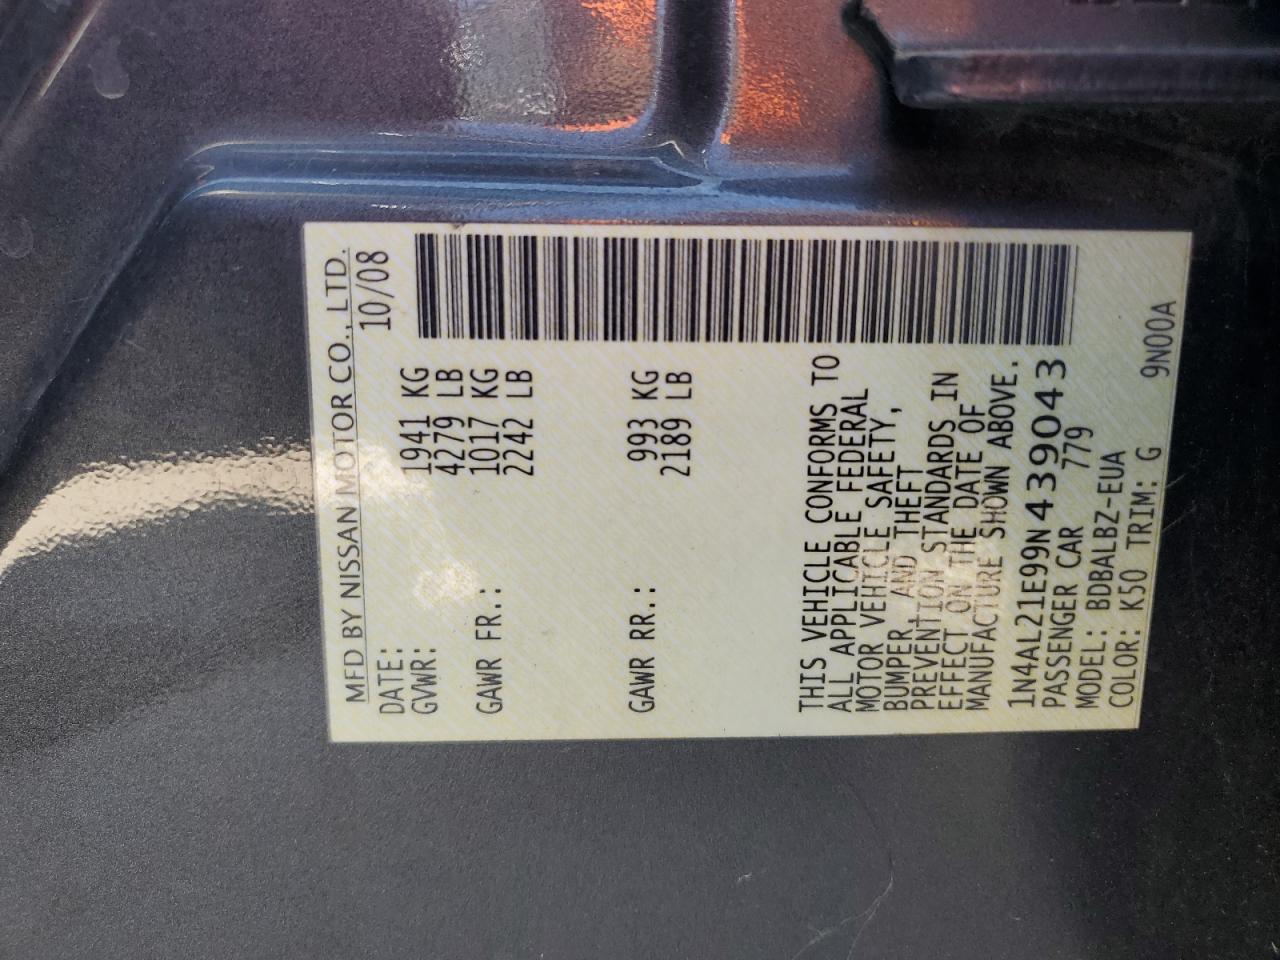 MFD BY NISSAN MOTOR CO., LTD.
DATE: 10/08
GVWR: 1941 KG
4279 LB
GAWR FR.: 1017 KG
2242 LB
GAWR RR.: 993 KG
2189 LB
THIS VEHICLE CONFORMS TO
ALL APPLICABLE FEDERAL
MOTOR VEHICLE SAFETY,
BUMPER, AND THEFT
PREVENTION STANDARDS IN
EFFECT ON THE DATE OF
MANUFACTURE SHOWN ABOVE.
1N4AL21E99N439043
PASSENGER CAR 779
MODEL: BDBALBZ-EUA
COLOR: K50 TRIM: G 9N00A